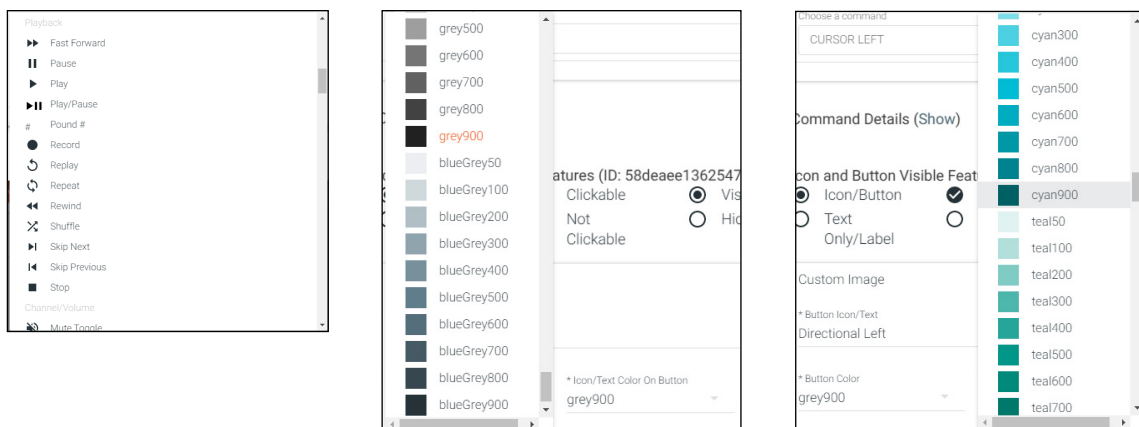 Playback
Fast Forward
Pause
Play
Play/Pause
# Pound #
Record
Replay
Repeat
Rewind
Shuffle
Skip Next
Skip Previous
Stop
Channel/Volume
Mute Toggle
grey500
grey600
grey700
grey800
grey900
blueGrey50
blueGrey100
blueGrey200
blueGrey300
blueGrey400
blueGrey500
blueGrey600
blueGrey700
blueGrey800
blueGrey900
atures (ID: 58deaee1362547
Clickable Vis
Not Hid
Clickable
* Icon/Text Color On Button
grey900
Choose a command
CURSOR LEFT
Command Details (Show)
con and Button Visible Feat
Icon/Button
Text
Only/Label
Custom Image
* Button Icon/Text
Directional Left
* Button Color
grey900
cyan300
cyan400
cyan500
cyan600
cyan700
cyan800
cyan900
teal50
teal100
teal200
teal300
teal400
teal500
teal600
teal700